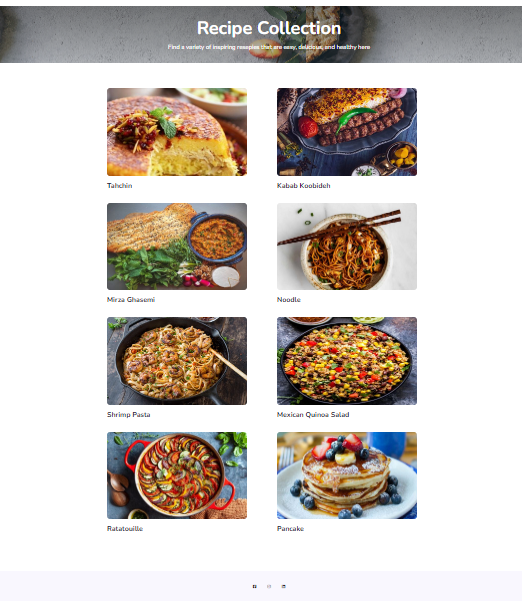 Recipe Collection
Find a variety of inspiring recepies that are easy, delicious, and healthy here
Tahchin
Kabab Koobideh
Mirza Ghasemi
Noodle
Shrimp Pasta
Mexican Quinoa Salad
Ratatouille
Pancake